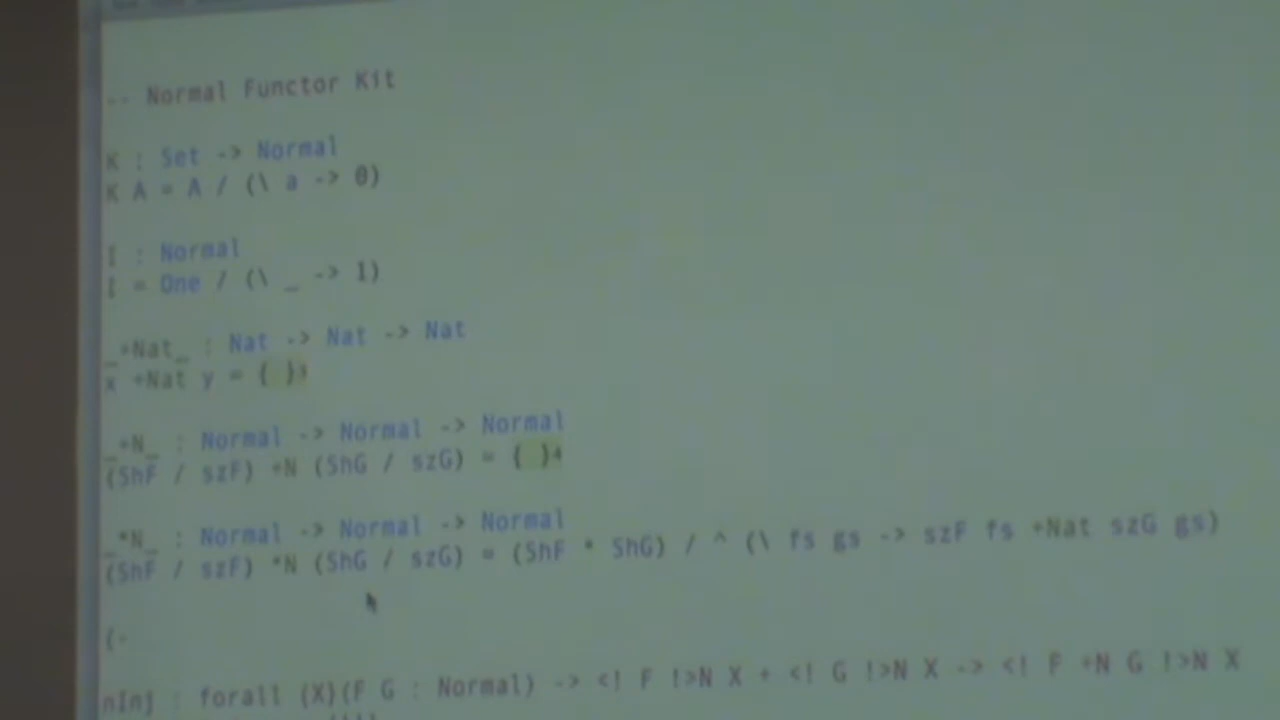 -- Normal Functor Kit
K : Set -> Normal
K A = A / (\ a -> 0)
I : Normal
I = One / (\ _ -> 1)
_+Nat_ : Nat -> Nat -> Nat
x +Nat y = { }3
_+N_ : Normal -> Normal -> Normal
(ShF / szF) +N (ShG / szG) = { }4
_*N_ : Normal -> Normal -> Normal
(ShF / szF) *N (ShG / szG) = (ShF * ShG) / ^ (\ fs gs -> szF fs +Nat szG gs)
{-
nInj : forall {X}(F G : Normal) -> <! F !>N X + <! G !>N X -> <! F +N G !>N X